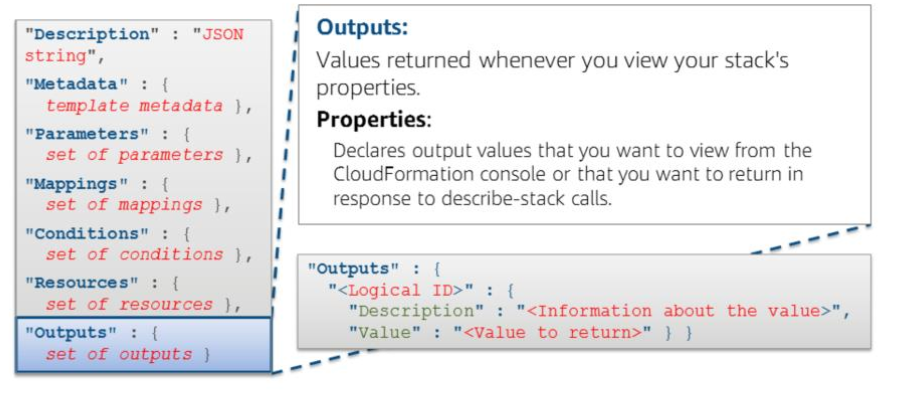 "Description" : "JSON
string",
"Metadata" : {
template metadata },
"Parameters" : {
set of parameters },
"Mappings" : {
set of mappings },
"Conditions" : {
set of conditions },
"Resources" : {
set of resources },
"Outputs" : {
set of outputs }
Outputs:
Values returned whenever you view your stack's
properties.
Properties:
Declares output values that you want to view from the
CloudFormation console or that you want to return in
response to describe-stack calls.
"Outputs" : {
"<Logical ID>" : {
"Description" : "<Information about the value>",
"Value" : "<Value to return>" } }